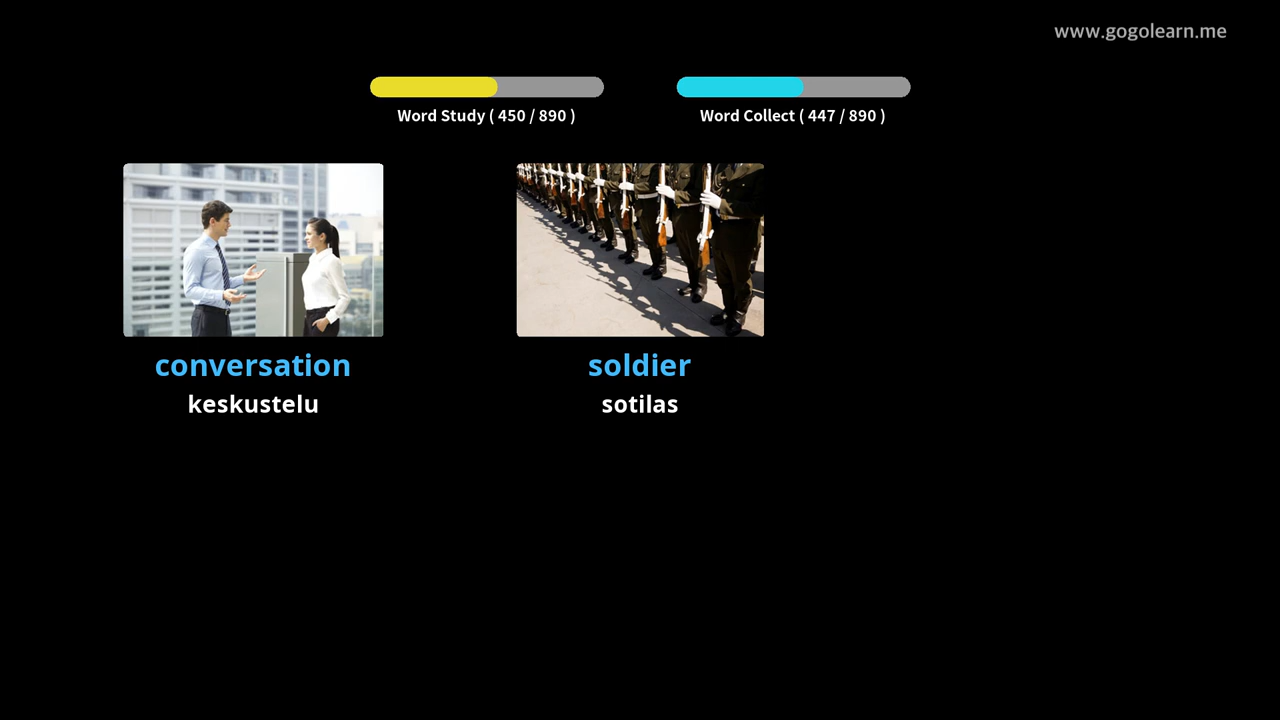 www.gogolearn.me
Word Study ( 450 / 890 )
Word Collect ( 447 / 890 )
conversation
keskustelu
soldier
sotilas